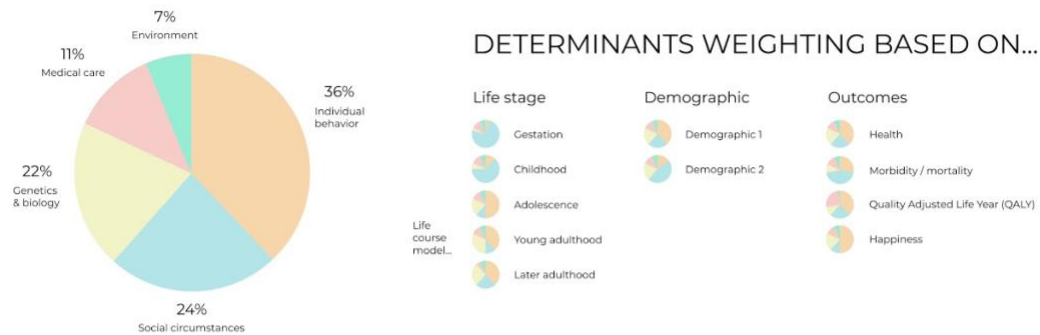 7%
Environment
11%
Medical care
36%
Individual
behavior
22%
Genetics
& biology
24%
Social circumstances
DETERMINANTS WEIGHTING BASED ON...
Life stage
Gestation
Childhood
Adolescence
Life
course
model...
Young adulthood
Later adulthood
Demographic
Demographic 1
Demographic 2
Outcomes
Health
Morbidity / mortality
Quality Adjusted Life Year (QALY)
Happiness